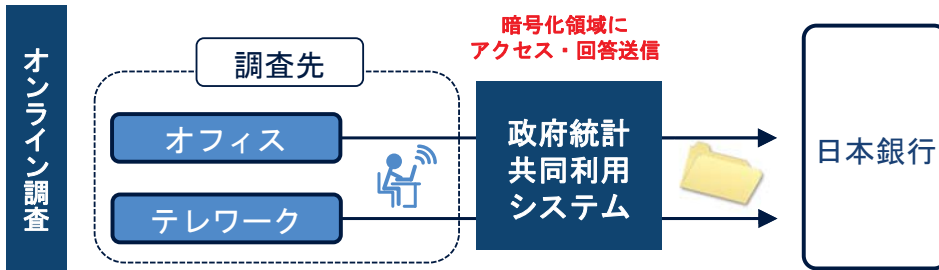 オンライン調査
調査先
オフィス
テレワーク
暗号化領域に
アクセス・回答送信
政府統計
共同利用
システム
日本銀行